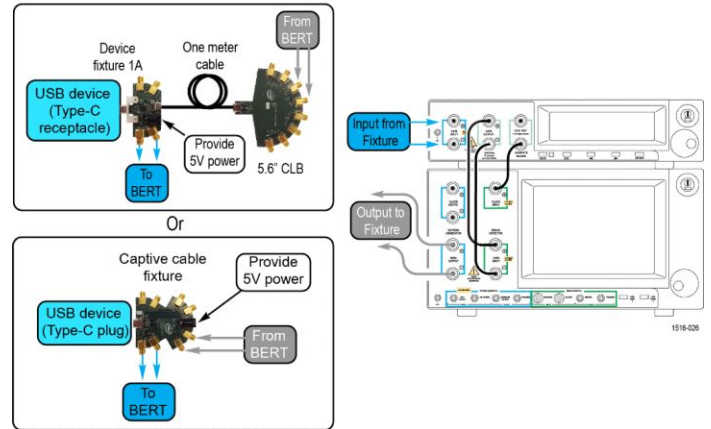 From
BERT
Device
fixture 1A
One meter
cable
USB device
(Type-C
receptacle)
Provide
5V power
5.6" CLB
To
BERT
Or
Captive cable
fixture
Provide
5V power
USB device
(Type-C plug)
From
BERT
To
BERT
Input from
Fixture
Output to
Fixture
1516-026